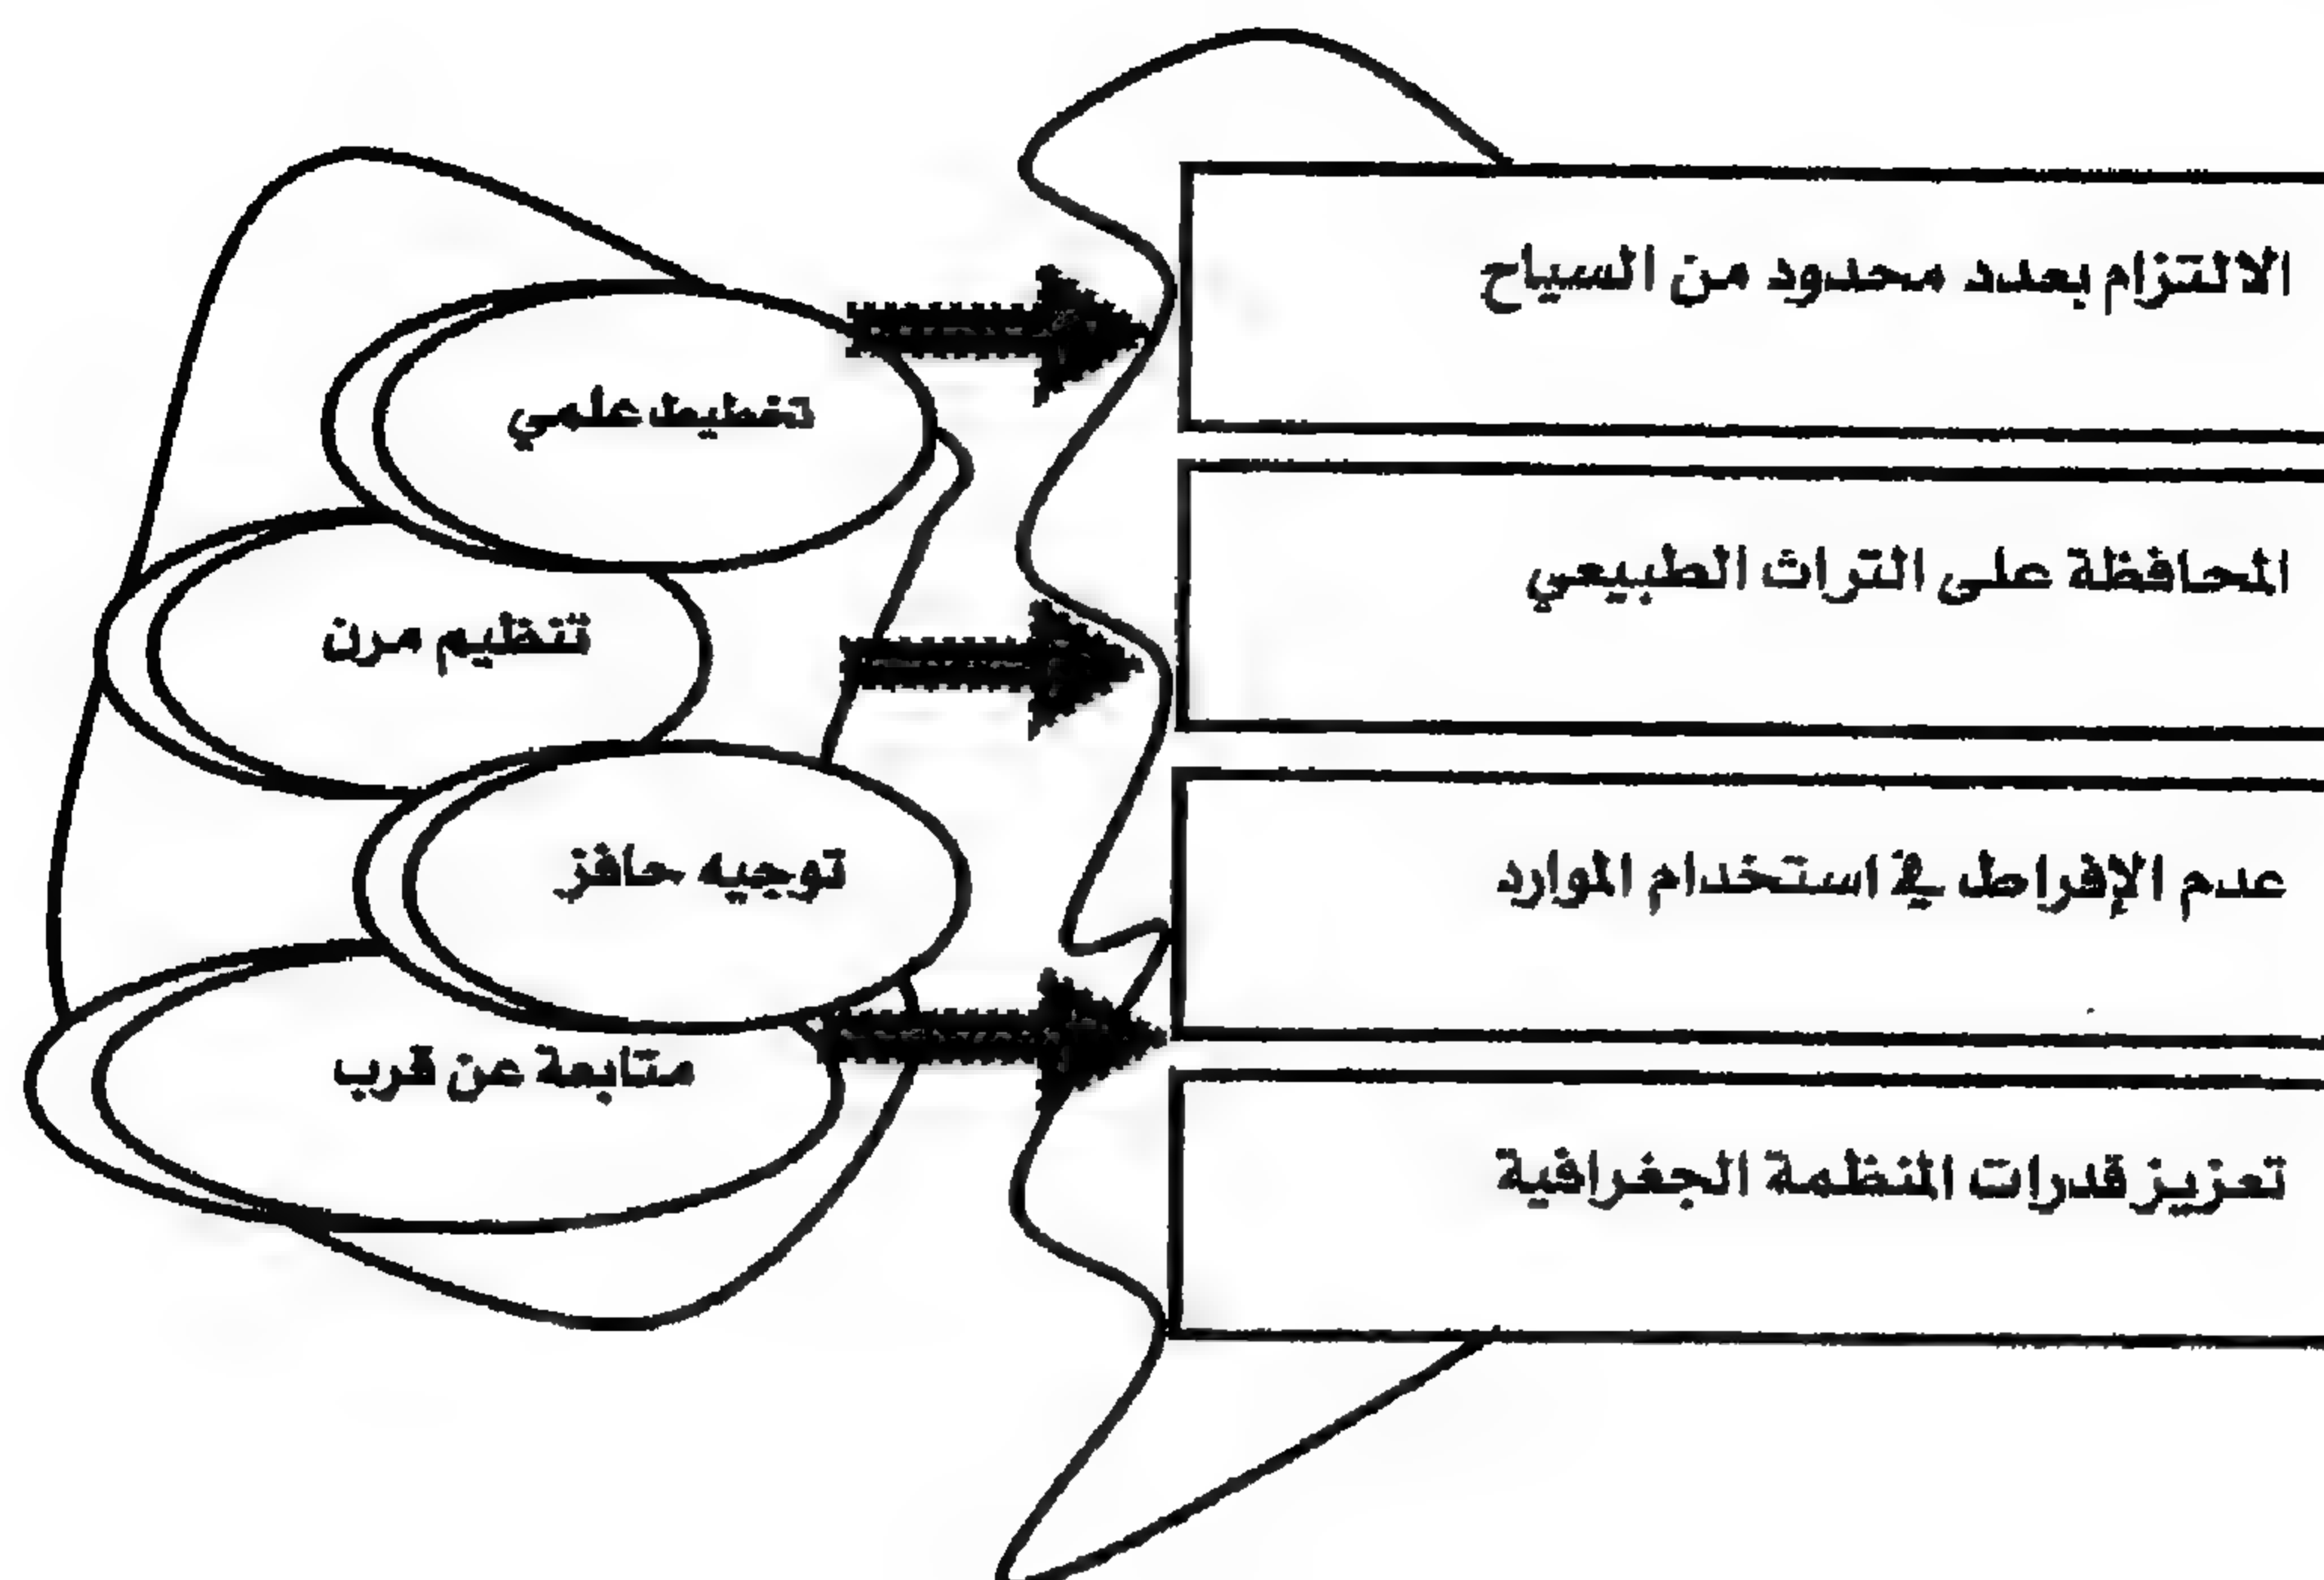 الالتزام بعدد محدود من السياح
المحافظة على التراث الطبيعي
عدم الإفراط في استخدام الموارد
تعزيز قدرات المنظمة الجغرافية
تخطيط علمي
تنظيم مرن
توجيه حافز
متابعة عن قرب